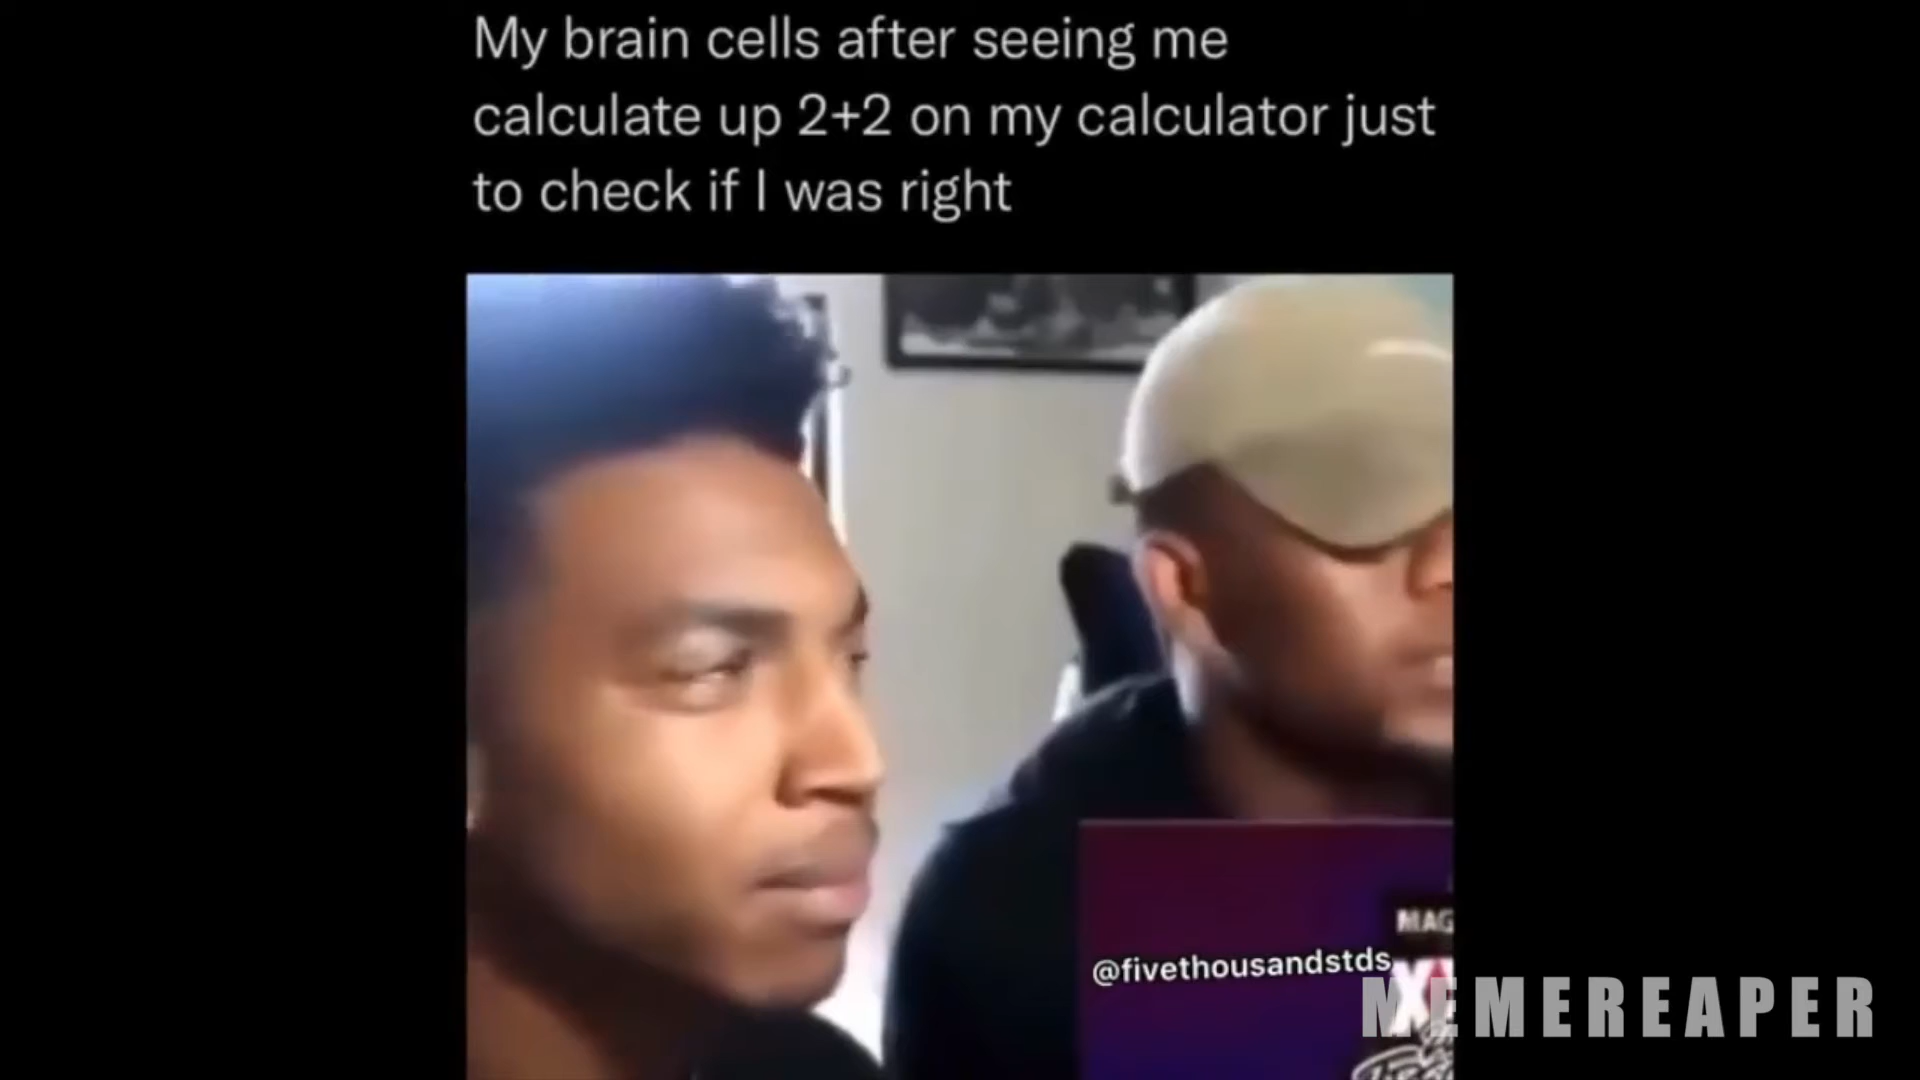 My brain cells after seeing me
calculate up 2+2 on my calculator just
to check if I was right
MAG
@fivethousandstds
MEMEREAPER